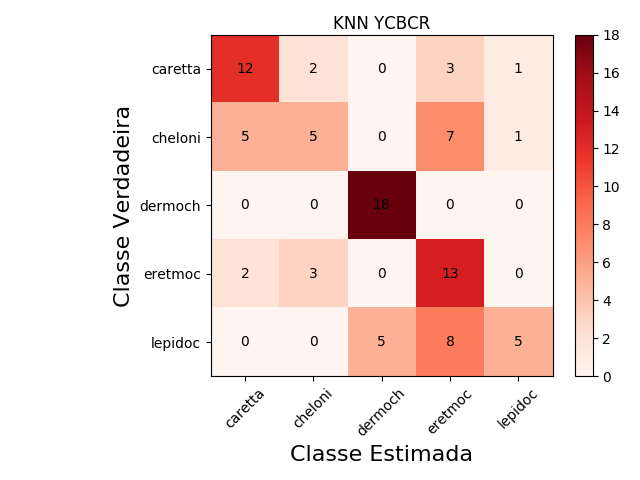 KNN YCBCR
Classe Verdadeira
caretta 12 2 0 3 1
cheloni 5 5 0 7 1
dermoch 0 0 18 0 0
eretmoc 2 3 0 13 0
lepidoc 0 0 5 8 5
caretta cheloni dermoch eretmoc lepidoc
Classe Estimada
18
16
14
12
10
8
6
4
2
0